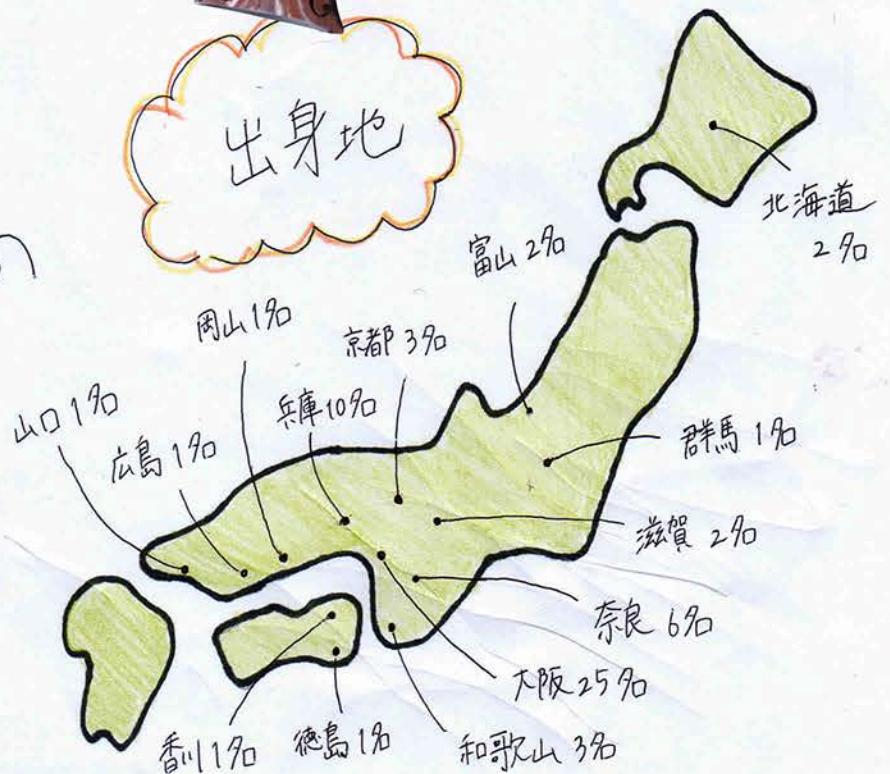 出身地
北海道
2名
富山 2名
岡山 1名
京都 3名
兵庫 10名
山口 1名
広島 1名
群馬 1名
滋賀 2名
奈良 6名
大阪 25名
和歌山 3名
徳島 1名
香川 1名